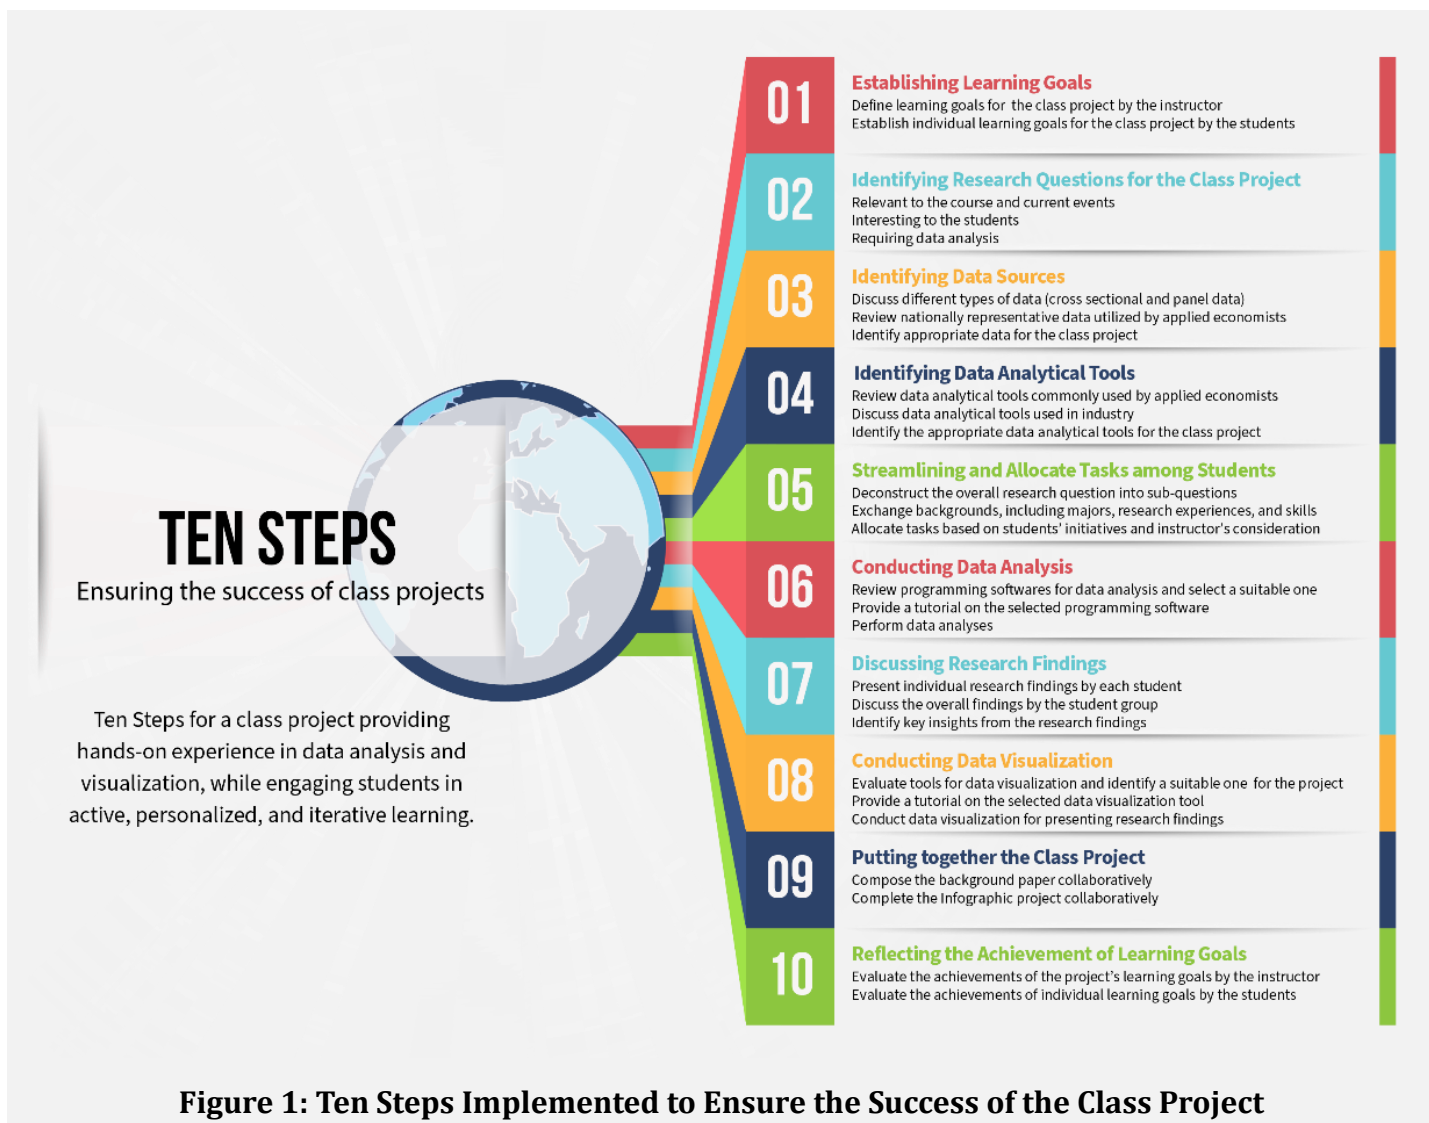 TEN STEPS
Ensuring the success of class projects
Ten Steps for a class project providing
hands-on experience in data analysis and
visualization, while engaging students in
active, personalized, and iterative learning.
01
Establishing Learning Goals
Define learning goals for the class project by the instructor
Establish individual learning goals for the class project by the students
02
Identifying Research Questions for the Class Project
Relevant to the course and current events
Interesting to the students
Requiring data analysis
03
Identifying Data Sources
Discuss different types of data (cross sectional and panel data)
Review nationally representative data utilized by applied economists
Identify appropriate data for the class project
04
Identifying Data Analytical Tools
Review data analytical tools commonly used by applied economists
Discuss data analytical tools used in industry
Identify the appropriate data analytical tools for the class project
05
Streamlining and Allocate Tasks among Students
Deconstruct the overall research question into sub-questions
Exchange backgrounds, including majors, research experiences, and skills
Allocate tasks based on students' initiatives and instructor's consideration
06
Conducting Data Analysis
Review programming softwares for data analysis and select a suitable one
Provide a tutorial on the selected programming software
Perform data analyses
07
Discussing Research Findings
Present individual research findings by each student
Discuss the overall findings by the student group
Identify key insights from the research findings
08
Conducting Data Visualization
Evaluate tools for data visualization and identify a suitable one for the project
Provide a tutorial on the selected data visualization tool
Conduct data visualization for presenting research findings
09
Putting together the Class Project
Compose the background paper collaboratively
Complete the Infographic project collaboratively
10
Reflecting the Achievement of Learning Goals
Evaluate the achievements of the project's learning goals by the instructor
Evaluate the achievements of individual learning goals by the students
Figure 1: Ten Steps Implemented to Ensure the Success of the Class Project